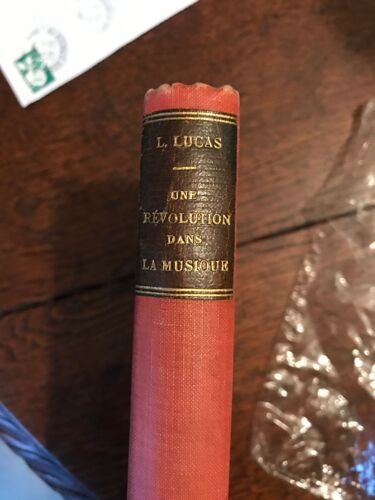 L. LUCAS
UNE
RÉVOLUTION
DANS
LA MUSIQUE